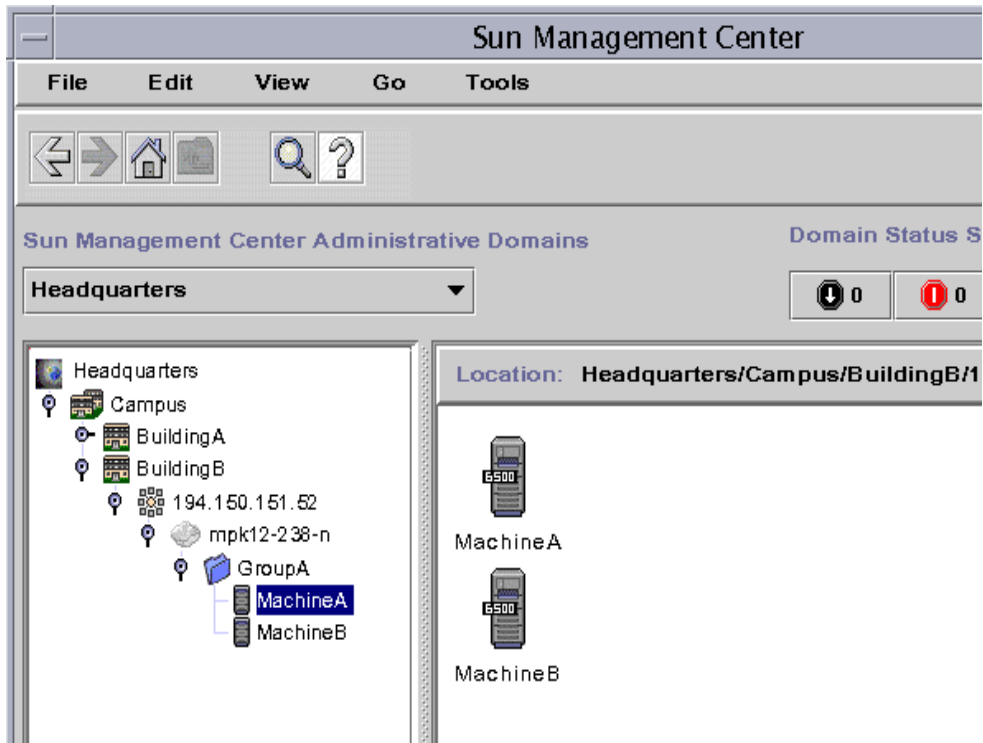 Sun Management Center
File Edit View Go Tools
Sun Management Center Administrative Domains
Domain Status S
Headquarters
0 0
Headquarters
Campus
BuildingA
BuildingB
194.150.151.52
mpk12-238-n
GroupA
MachineA
MachineB
Location: Headquarters/Campus/BuildingB/1
6500
MachineA
6500
MachineB